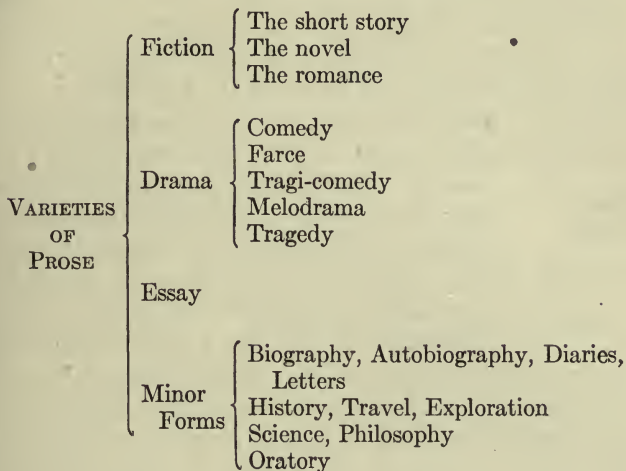 Fiction
The short story
The novel
The romance
VARIETIES
OF
PROSE
Drama
Comedy
Farce
Tragi-comedy
Melodrama
Tragedy
Essay
Minor
Forms
Biography, Autobiography, Diaries,
Letters
History, Travel, Exploration
Science, Philosophy
Oratory